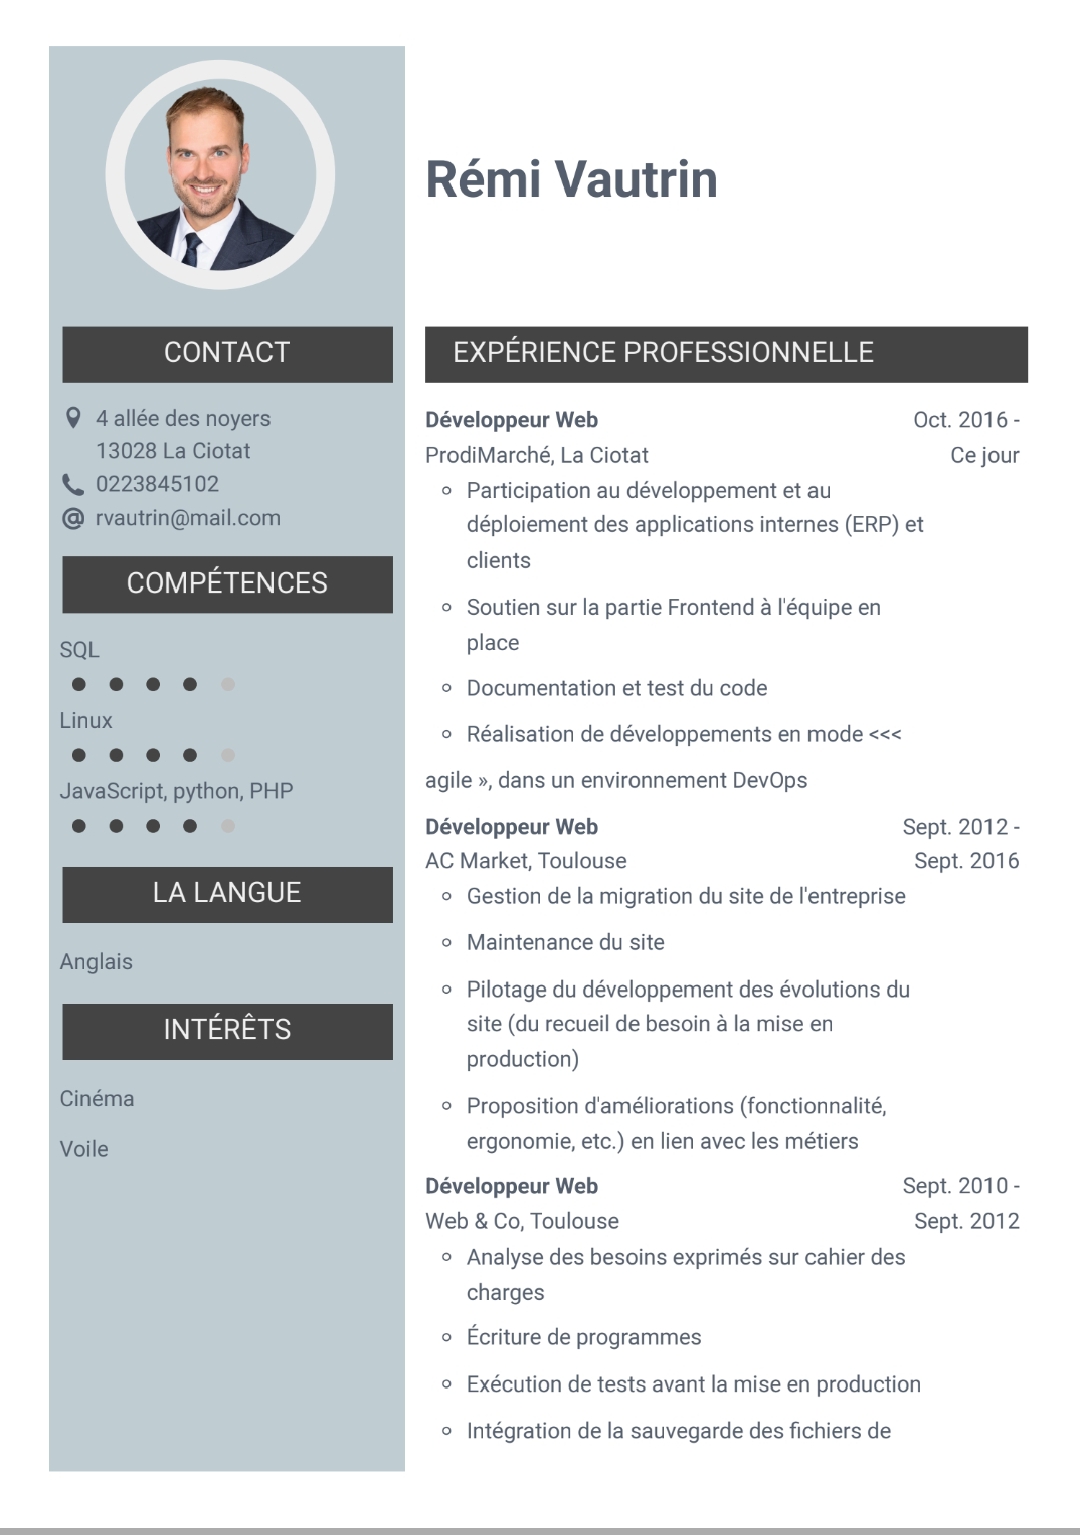 Rémi Vautrin
CONTACT
4 allée des noyers
13028 La Ciotat
0223845102
rvautrin@mail.com
COMPÉTENCES
SQL
Linux
JavaScript, python, PHP
LA LANGUE
Anglais
INTÉRÊTS
Cinéma
Voile
EXPÉRIENCE PROFESSIONNELLE
Développeur Web Oct. 2016 -
ProdiMarché, La Ciotat Ce jour
Participation au développement et au
déploiement des applications internes (ERP) et
clients
Soutien sur la partie Frontend à l'équipe en
place
Documentation et test du code
Réalisation de développements en mode <<<
agile », dans un environnement DevOps
Développeur Web Sept. 2012 -
AC Market, Toulouse Sept. 2016
Gestion de la migration du site de l'entreprise
Maintenance du site
Pilotage du développement des évolutions du
site (du recueil de besoin à la mise en
production)
Proposition d'améliorations (fonctionnalité,
ergonomie, etc.) en lien avec les métiers
Développeur Web Sept. 2010 -
Web & Co, Toulouse Sept. 2012
Analyse des besoins exprimés sur cahier des
charges
Écriture de programmes
Exécution de tests avant la mise en production
Intégration de la sauvegarde des fichiers de